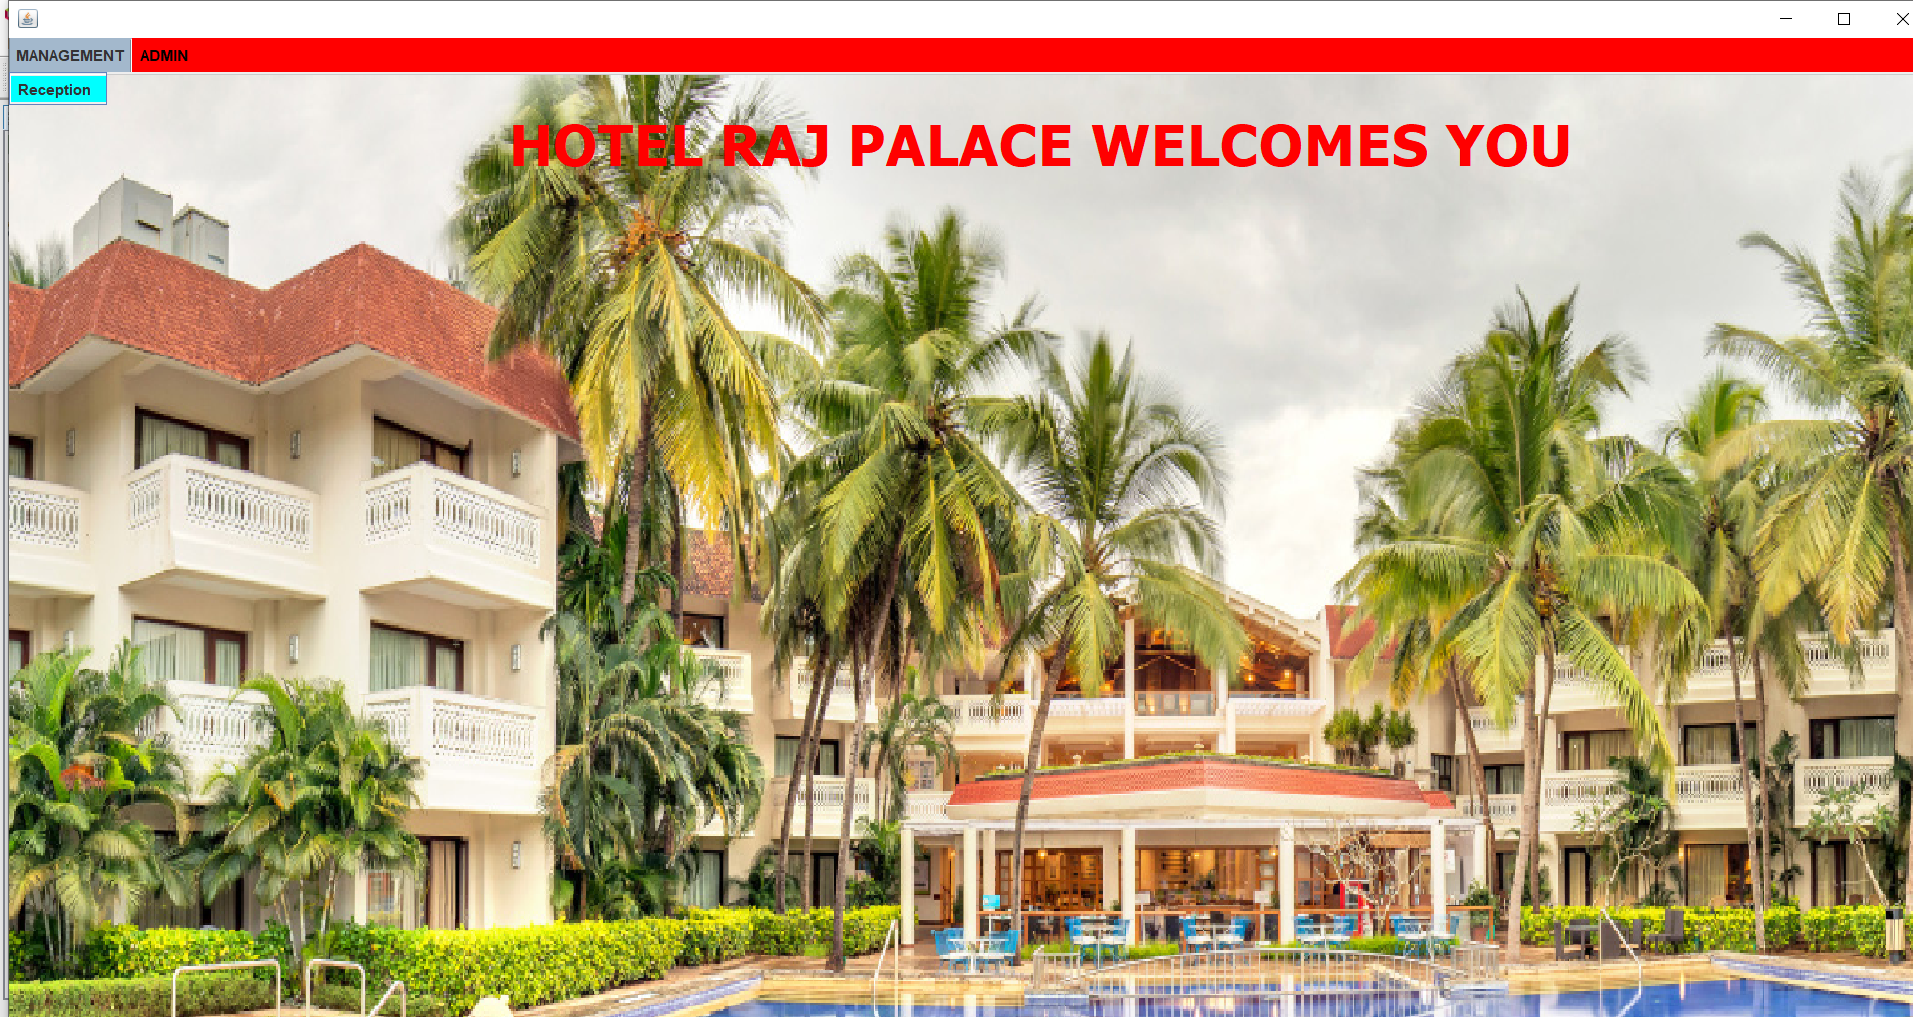 MANAGEMENT ADMIN
Reception
HOTEL RAJ PALACE WELCOMES YOU